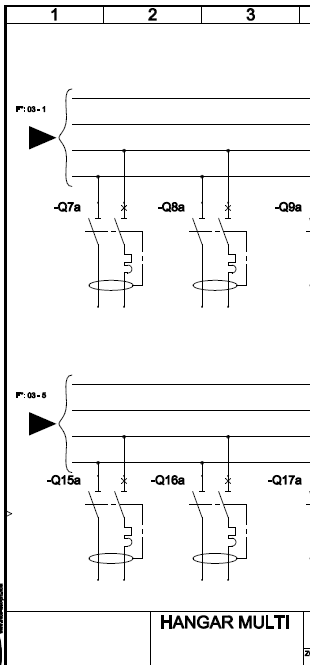 1 2 3
F°: 03 - 1
-Q7a -Q8a -Q9a
F°: 03 - 5
-Q15a -Q16a -Q17a
HANGAR MULTI